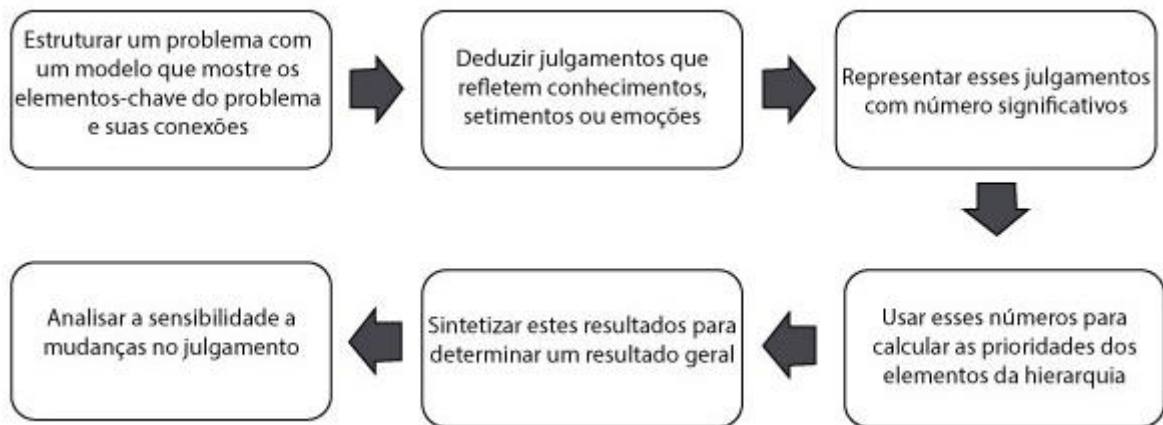 Estruturar um problema com
um modelo que mostre os
elementos-chave do problema
e suas conexões
Deduzir julgamentos que
refletem conhecimentos,
setimentos ou emoções
Representar esses julgamentos
com número significativos
Usar esses números para
calcular as prioridades dos
elementos da hierarquia
Sintetizar estes resultados para
determinar um resultado geral
Analisar a sensibilidade a
mudanças no julgamento